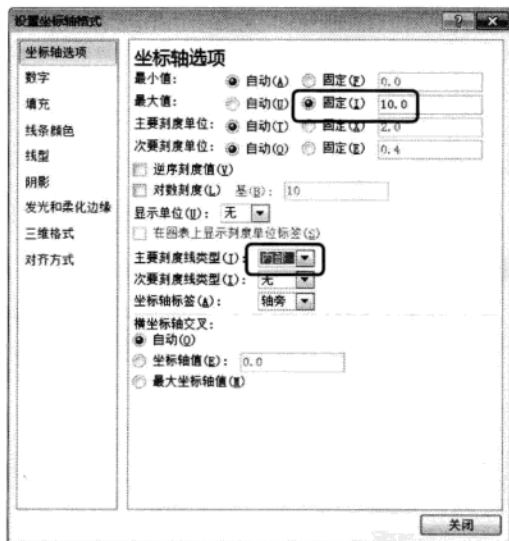 设置坐标轴格式
坐标轴选项
数字
填充
线条颜色
线型
阴影
发光和柔化边缘
三维格式
对齐方式
坐标轴选项
最小值: 自动(A) 固定(F) 0.0
最大值: 自动(U) 固定(I) 10.0
主要刻度单位: 自动(T) 固定(X) 2.0
次要刻度单位: 自动(O) 固定(E) 0.4
逆序刻度值(V)
对数刻度(L) 基(B): 10
显示单位(U): 无
在图表上显示刻度单位标签(S)
主要刻度线类型(I):
次要刻度线类型(I): 无
坐标轴标签(A): 轴旁
横坐标轴交叉:
自动(O)
坐标轴值(E): 0.0
最大坐标轴值(M)
关闭